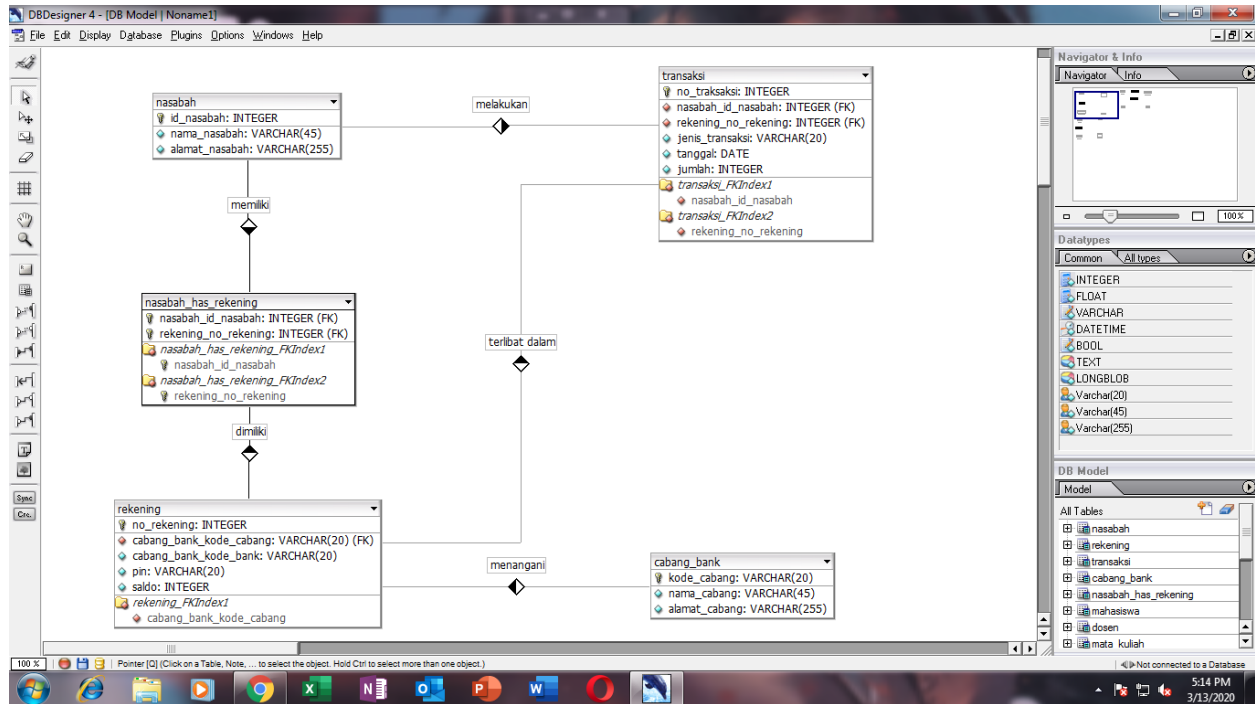 DBDesigner 4 - [DB Model | Noname1]
File Edit Display Database Plugins Options Windows Help
nasabah
id_nasabah: INTEGER
nama_nasabah: VARCHAR(45)
alamat_nasabah: VARCHAR(255)
melakukan
transaksi
no_traksaksi: INTEGER
nasabah_id_nasabah: INTEGER (FK)
rekening_no_rekening: INTEGER (FK)
jenis_transaksi: VARCHAR(20)
tanggal: DATE
jumlah: INTEGER
transaksi_FKIndex1
nasabah_id_nasabah
transaksi_FKIndex2
rekening_no_rekening
memiliki
nasabah_has_rekening
nasabah_id_nasabah: INTEGER (FK)
rekening_no_rekening: INTEGER (FK)
nasabah_has_rekening_FKIndex1
nasabah_id_nasabah
nasabah_has_rekening_FKIndex2
rekening_no_rekening
terlibat dalam
dimiliki
rekening
no_rekening: INTEGER
cabang_bank_kode_cabang: VARCHAR(20) (FK)
cabang_bank_kode_bank: VARCHAR(20)
pin: VARCHAR(20)
saldo: INTEGER
rekening_FKIndex1
cabang_bank_kode_cabang
menangani
cabang_bank
kode_cabang: VARCHAR(20)
nama_cabang: VARCHAR(45)
alamat_cabang: VARCHAR(255)
Navigator & Info
Navigator Info
100%
Datatypes
Common All types
INTEGER
FLOAT
VARCHAR
DATETIME
BOOL
TEXT
LONGBLOB
Varchar(20)
Varchar(45)
Varchar(255)
DB Model
Model
All Tables
nasabah
rekening
transaksi
cabang_bank
nasabah_has_rekening
mahasiswa
dosen
mata_kuliah
Sync
100 % Pointer [Q] (Click on a Table, Note, ... to select the object. Hold Ctrl to select more than one object.)
Not connected to a Database
5:14 PM
3/13/2020